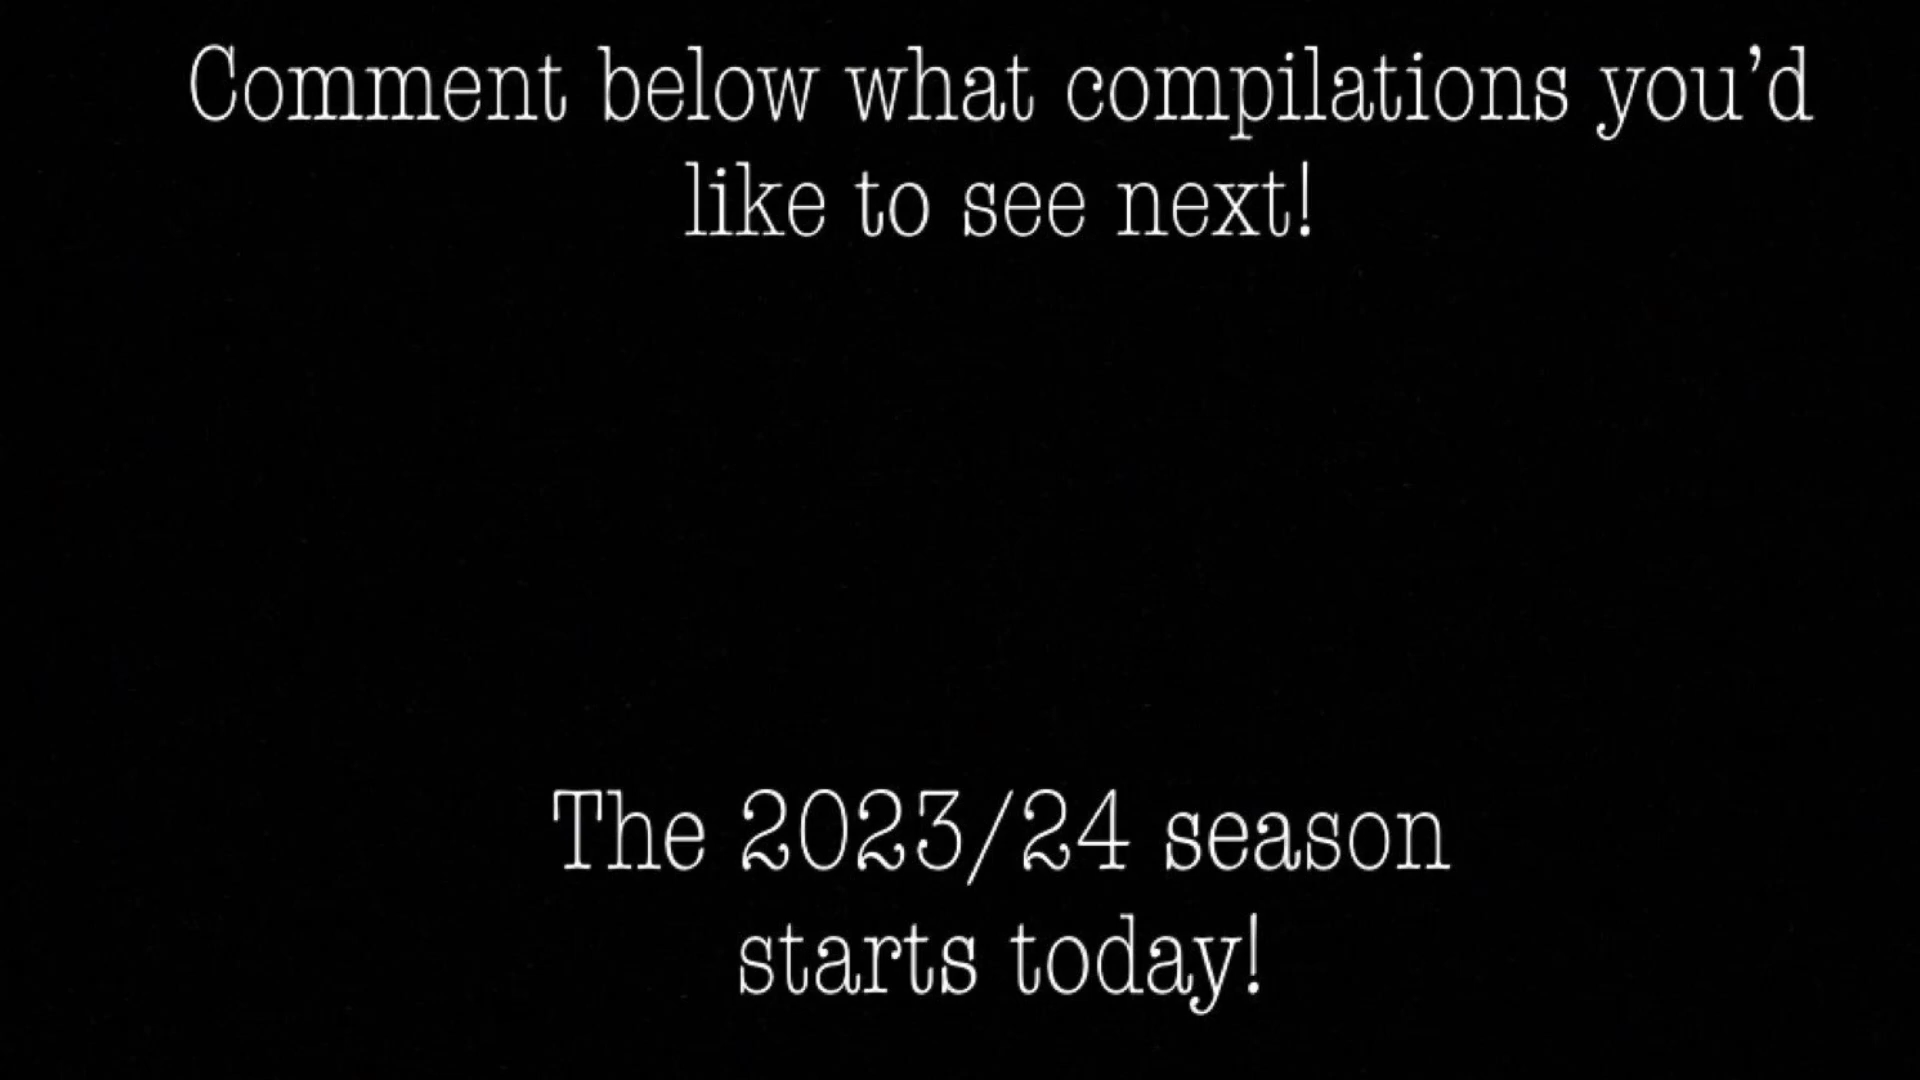 Comment below what compilations you’d
like to see next!
The 2023/24 season
starts today!